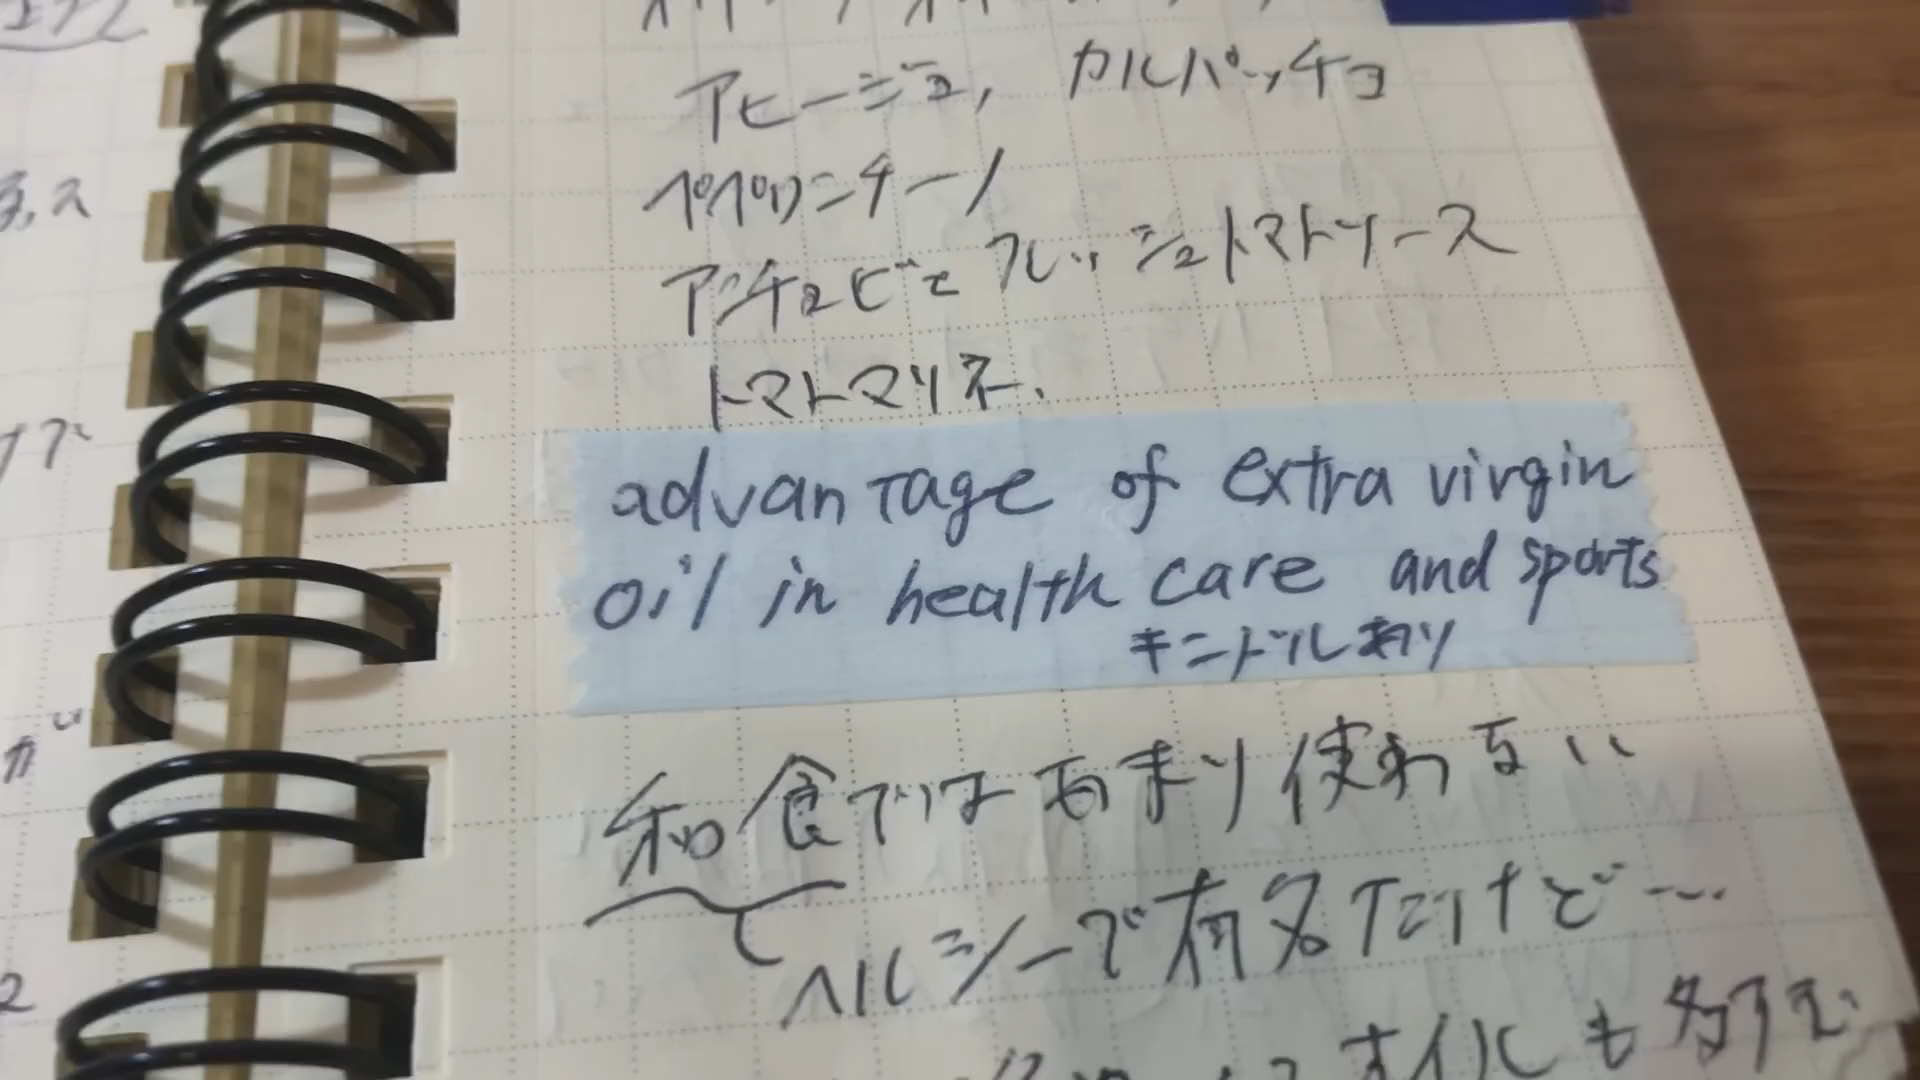 アヒージョ, カルパッチョ
ペペロンチーノ
アンチョビとフレッシュトマトソース
トマトマリネ.
advantage of extra virgin
oil in health care and sports
キンドルあり
和食ではあまり使わない
ヘルシーで有名だけど…
オイルも